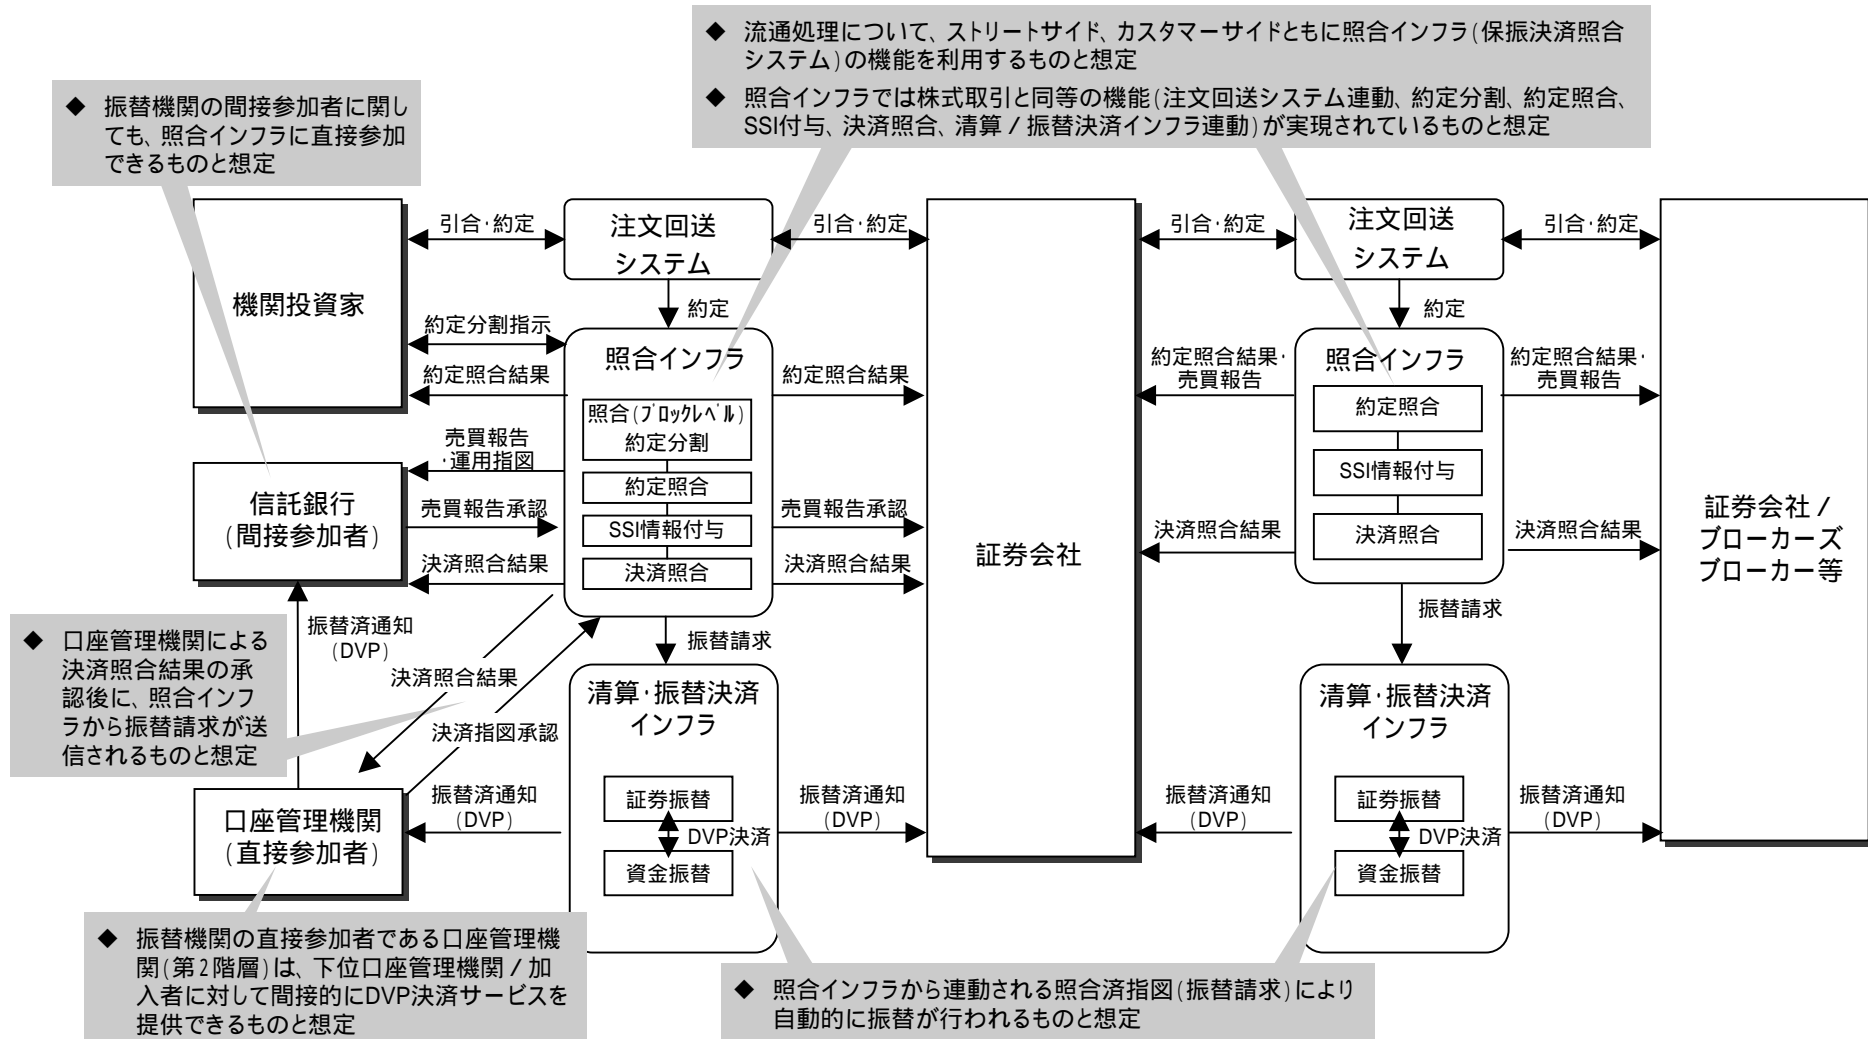 ◆ 流通処理について、ストリートサイド、カスタマーサイドともに照合インフラ(保振決済照合
システム)の機能を利用するものと想定
◆ 照合インフラでは株式取引と同等の機能(注文回送システム連動、約定分割、約定照合、
SSI付与、決済照合、清算/振替決済インフラ連動)が実現されているものと想定
◆ 振替機関の間接参加者に関し
ても、照合インフラに直接参加
できるものと想定
機関投資家
引合・約定
注文回送
システム
引合・約定
約定
約定分割指示
約定照合結果
照合インフラ
照合(ブロックレベル)
約定分割
約定照合
SSI情報付与
決済照合
約定照合結果
売買報告
・運用指図
信託銀行
(間接参加者)
売買報告承認
決済照合結果
売買報告承認
決済照合結果
証券会社
引合・約定
注文回送
システム
引合・約定
約定
約定照合結果・
売買報告
照合インフラ
約定照合
SSI情報付与
決済照合
約定照合結果・
売買報告
決済照合結果
決済照合結果
証券会社/
ブローカーズ
ブローカー等
◆ 口座管理機関による
決済照合結果の承
認後に、照合インフ
ラから振替請求が送
信されるものと想定
振替済通知
(DVP)
決済照合結果
決済指図承認
振替請求
清算・振替決済
インフラ
証券振替
DVP決済
資金振替
口座管理機関
(直接参加者)
振替済通知
(DVP)
振替済通知
(DVP)
振替請求
清算・振替決済
インフラ
証券振替
DVP決済
資金振替
振替済通知
(DVP)
振替済通知
(DVP)
◆ 振替機関の直接参加者である口座管理機
関(第2階層)は、下位口座管理機関/加
入者に対して間接的にDVP決済サービスを
提供できるものと想定
◆ 照合インフラから連動される照合済指図(振替請求)により
自動的に振替が行われるものと想定